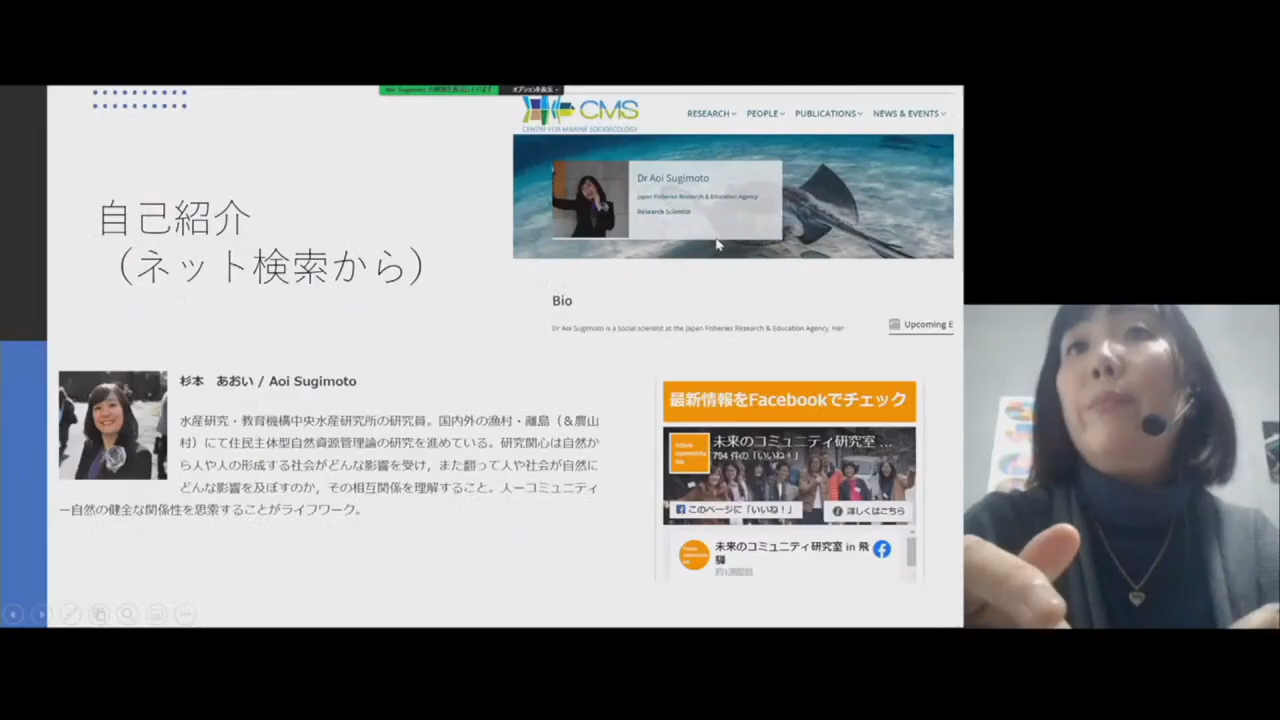 オプションを表示
CMS
CENTRE FOR MARINE SOCIOECOLOGY
RESEARCH PEOPLE PUBLICATIONS NEWS & EVENTS
Dr Aoi Sugimoto
Japan Fisheries Research & Education Agency
Research Scientist
自己紹介
（ネット検索から）
Bio
Dr Aoi Sugimoto is a social scientist at the Japan Fisheries Research & Education Agency. Her
Upcoming E
杉本 あおい / Aoi Sugimoto
水産研究・教育機構中央水産研究所の研究員。国内外の漁村・離島（＆農山
村）にて住民主体型自然資源管理論の研究を進めている。研究関心は自然か
ら人や人の形成する社会がどんな影響を受け，また翻って人や社会が自然に
どんな影響を及ぼすのか，その相互関係を理解すること。人ーコミュニティ
ー自然の健全な関係性を思索することがライフワーク。
最新情報をFacebookでチェック
未来のコミュニティ研究室 ...
794 件の「いいね！」
このページに「いいね！」
詳しくはこちら
未来のコミュニティ研究室 in 飛
騨